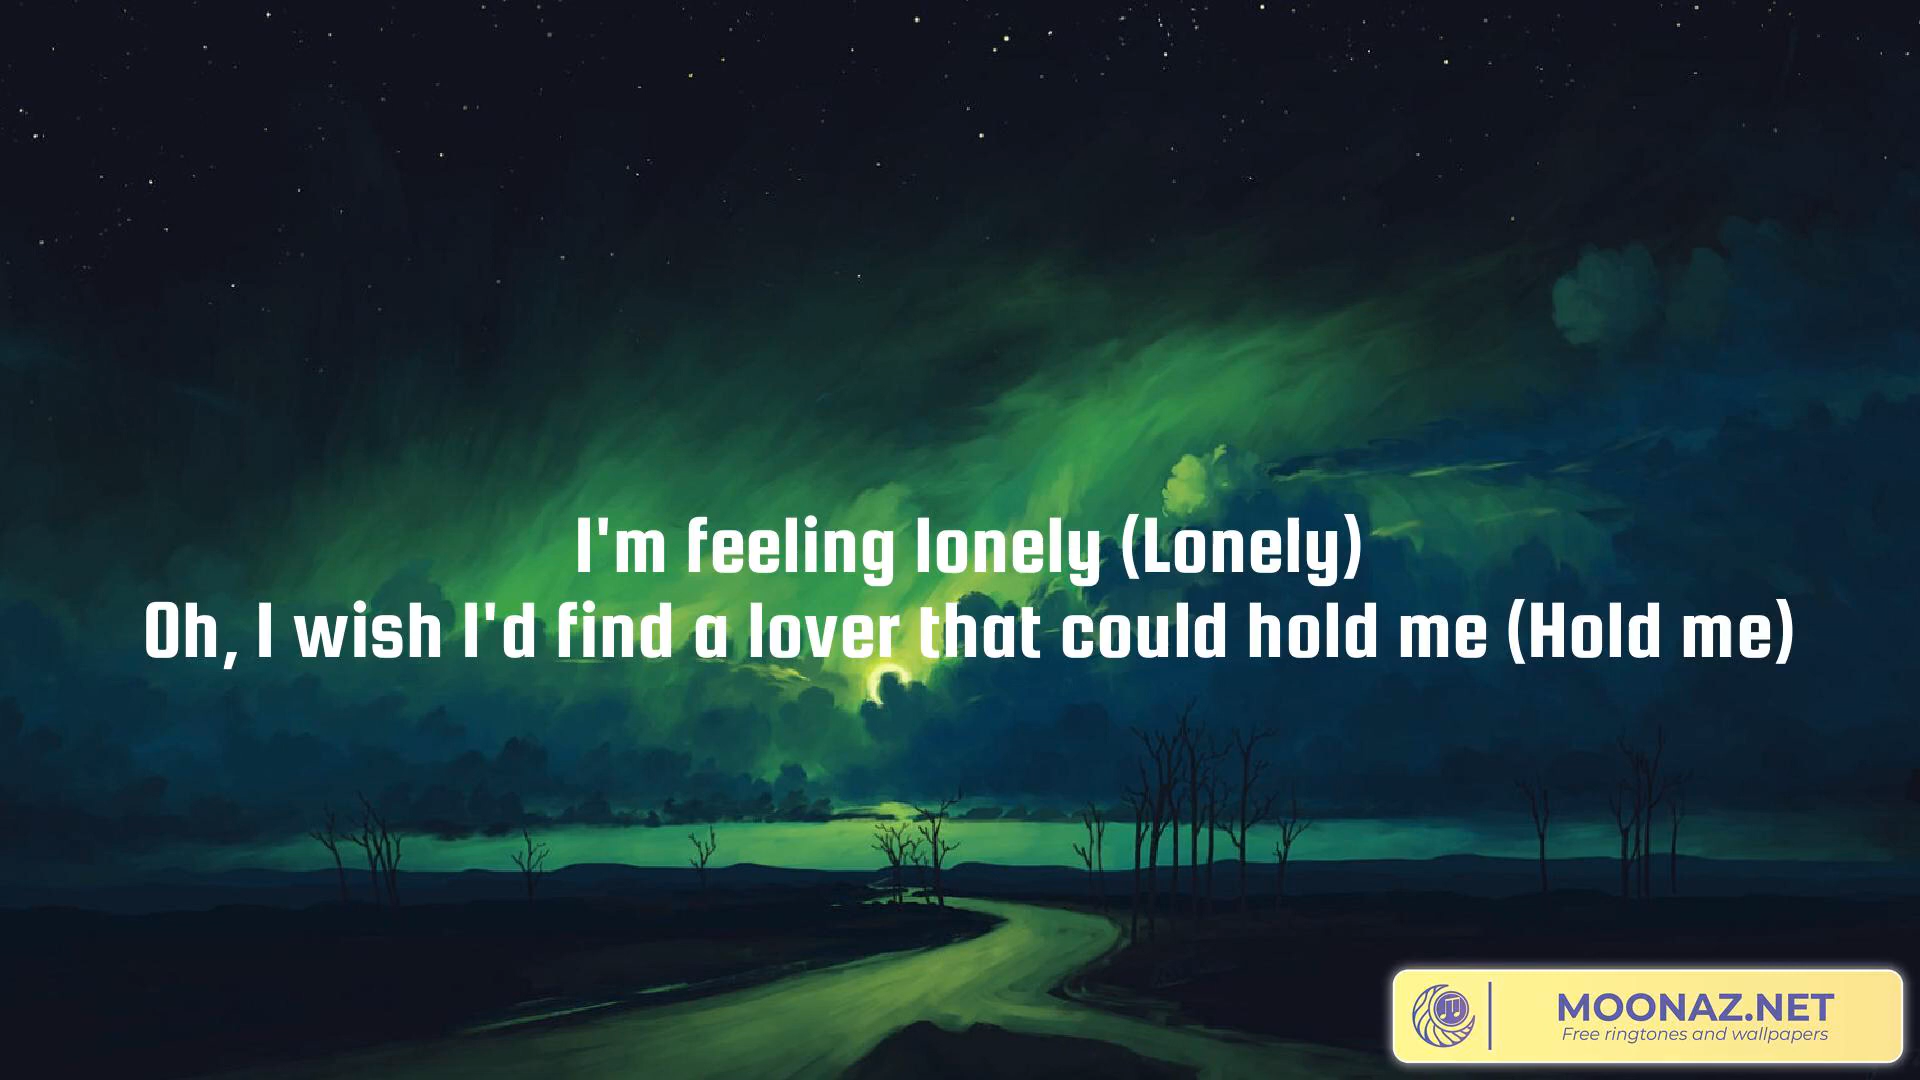 I'm feeling lonely (Lonely)
Oh, I wish I'd find a lover that could hold me (Hold me)
MOONAZ.NET
Free ringtones and wallpapers